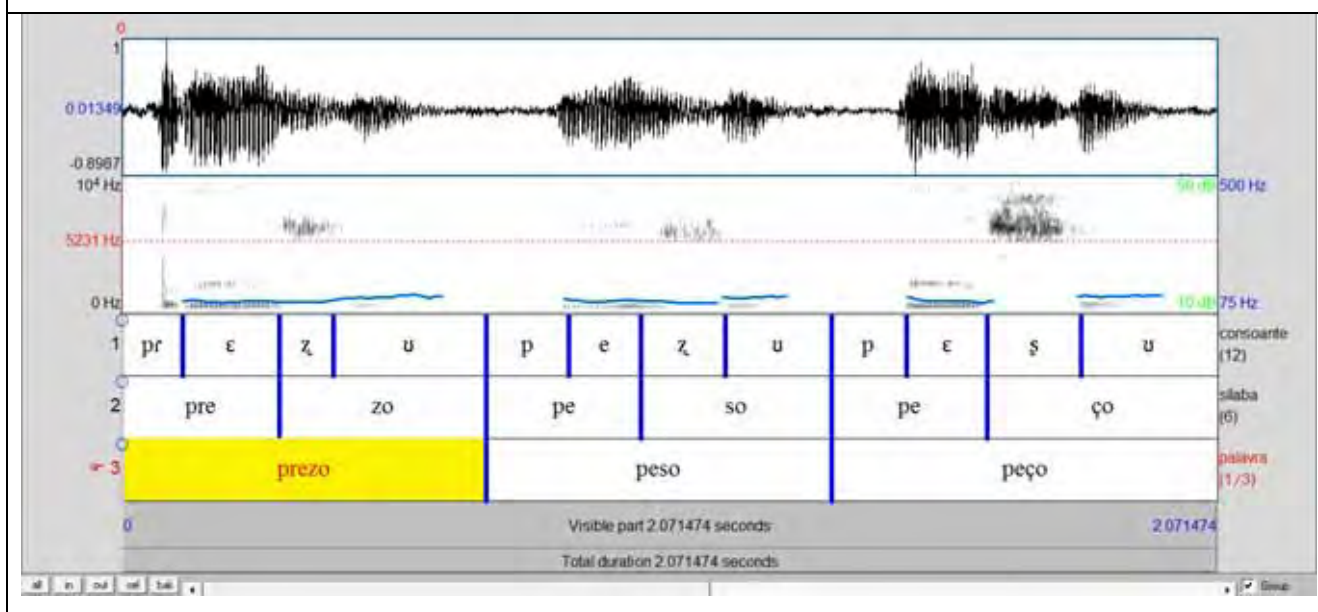 0
1
0.01349
-0.8967
10⁴ Hz 50 dB 500 Hz
5231 Hz
0 Hz 10 dB 75 Hz
1 pɾ ɛ ʐ ʊ p e ʐ ʊ p ɛ ʂ ʊ consoante (12)
2 pre zo pe so pe ço sílaba (6)
3 prezo peso peço palavra (1/3)
0 Visible part 2.071474 seconds 2.071474
Total duration 2.071474 seconds
all in out sel bak Group